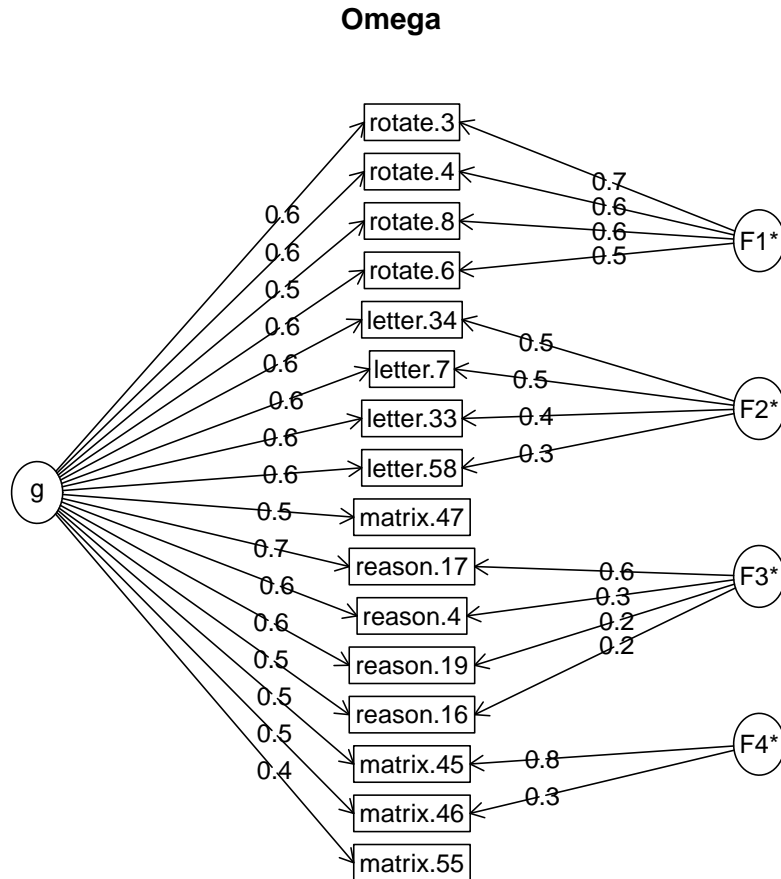 Omega
rotate.3
rotate.4
rotate.8
rotate.6
letter.34
letter.7
letter.33
letter.58
matrix.47
reason.17
reason.4
reason.19
reason.16
matrix.45
matrix.46
matrix.55
g
0.6
0.6
0.5
0.6
0.6
0.6
0.6
0.6
0.5
0.7
0.6
0.6
0.5
0.5
0.5
0.4
F1*
0.7
0.6
0.6
0.5
F2*
0.5
0.5
0.4
0.3
F3*
0.6
0.3
0.2
0.2
F4*
0.8
0.3